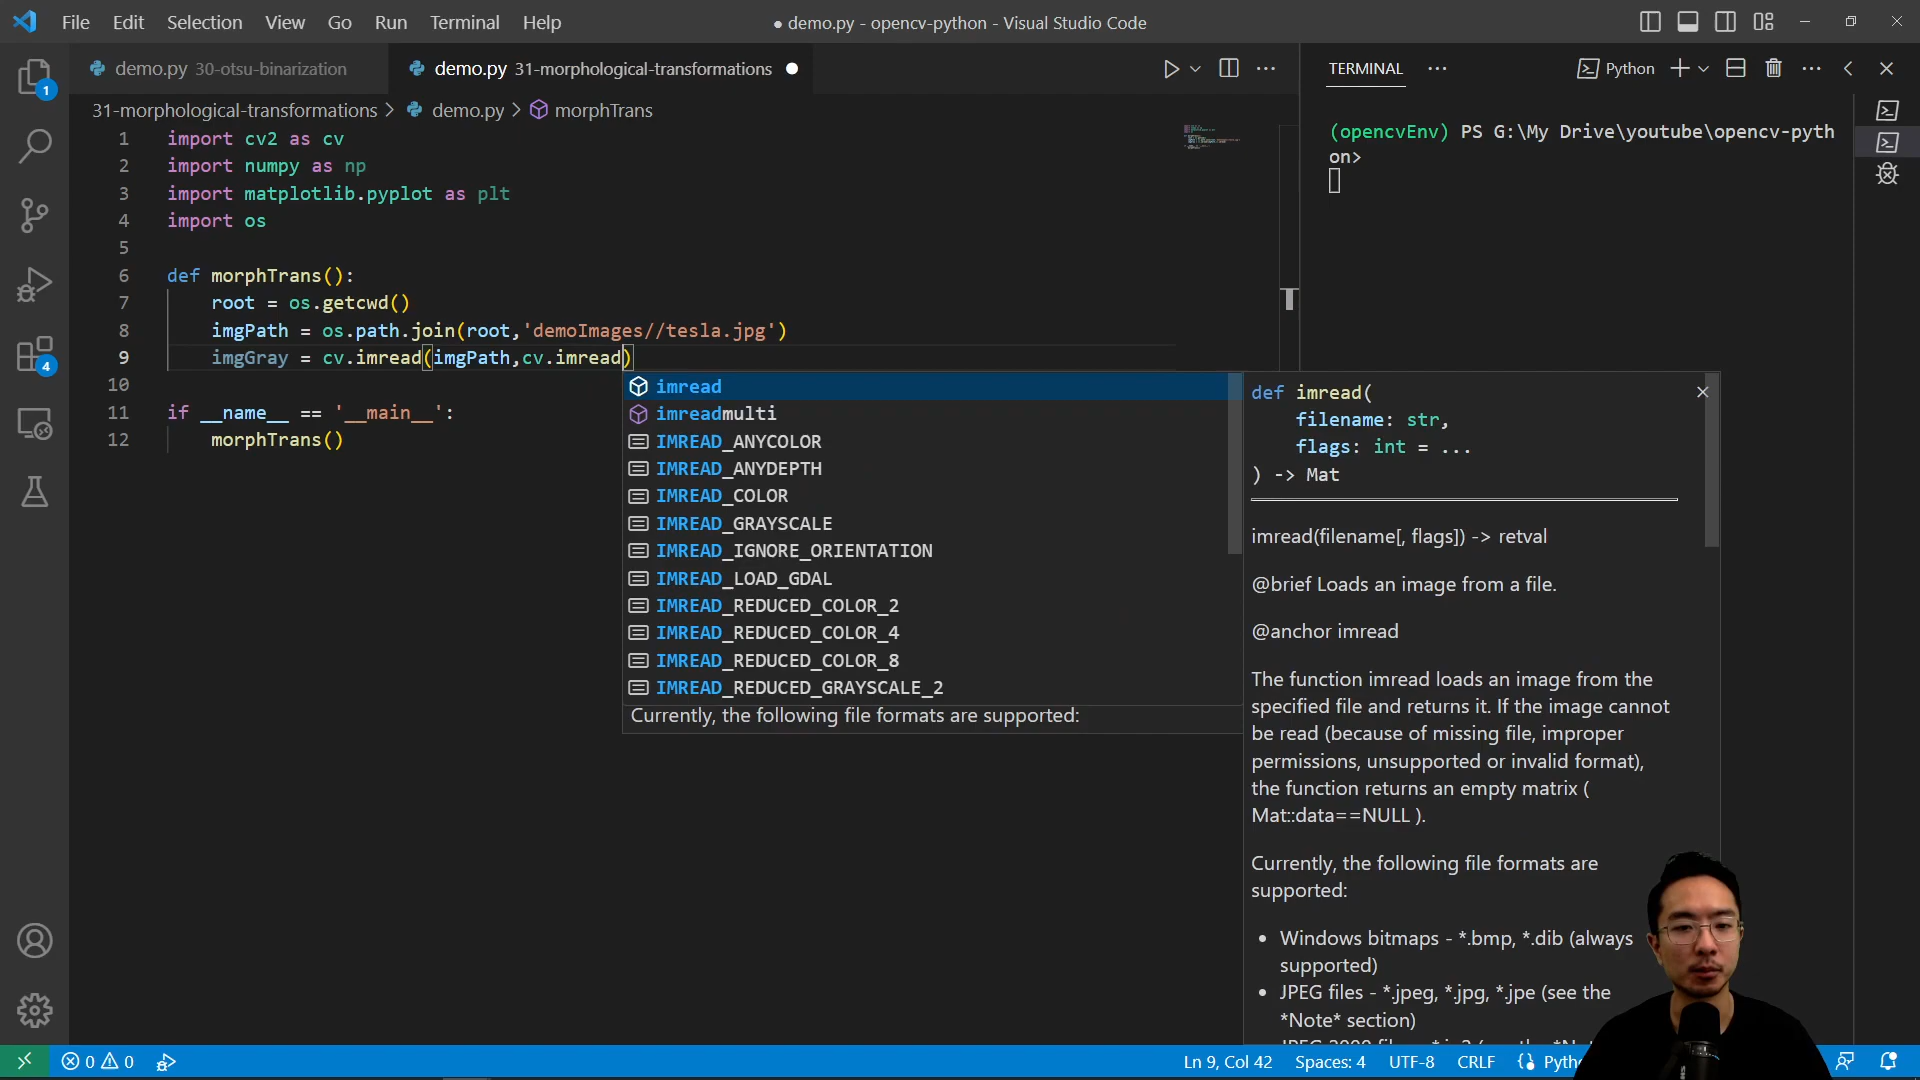 File Edit Selection View Go Run Terminal Help
● demo.py - opencv-python - Visual Studio Code
demo.py 30-otsu-binarization
demo.py 31-morphological-transformations
31-morphological-transformations > demo.py > morphTrans
1 import cv2 as cv
2 import numpy as np
3 import matplotlib.pyplot as plt
4 import os
5
6 def morphTrans():
7 root = os.getcwd()
8 imgPath = os.path.join(root,'demoImages//tesla.jpg')
9 imgGray = cv.imread(imgPath,cv.imread)
10
11 if __name__ == '__main__':
12 morphTrans()
imread
imreadmulti
IMREAD_ANYCOLOR
IMREAD_ANYDEPTH
IMREAD_COLOR
IMREAD_GRAYSCALE
IMREAD_IGNORE_ORIENTATION
IMREAD_LOAD_GDAL
IMREAD_REDUCED_COLOR_2
IMREAD_REDUCED_COLOR_4
IMREAD_REDUCED_COLOR_8
IMREAD_REDUCED_GRAYSCALE_2
Currently, the following file formats are supported:
def imread(
filename: str,
flags: int = ...
) -> Mat
imread(filename[, flags]) -> retval
@brief Loads an image from a file.
@anchor imread
The function imread loads an image from the
specified file and returns it. If the image cannot
be read (because of missing file, improper
permissions, unsupported or invalid format),
the function returns an empty matrix (
Mat::data==NULL ).
Currently, the following file formats are
supported:
• Windows bitmaps - *.bmp, *.dib (always
supported)
• JPEG files - *.jpeg, *.jpg, *.jpe (see the
*Note* section)
TERMINAL
Python
(opencvEnv) PS G:\My Drive\youtube\opencv-pyth
on>
1
4
0 0
Ln 9, Col 42 Spaces: 4 UTF-8 CRLF